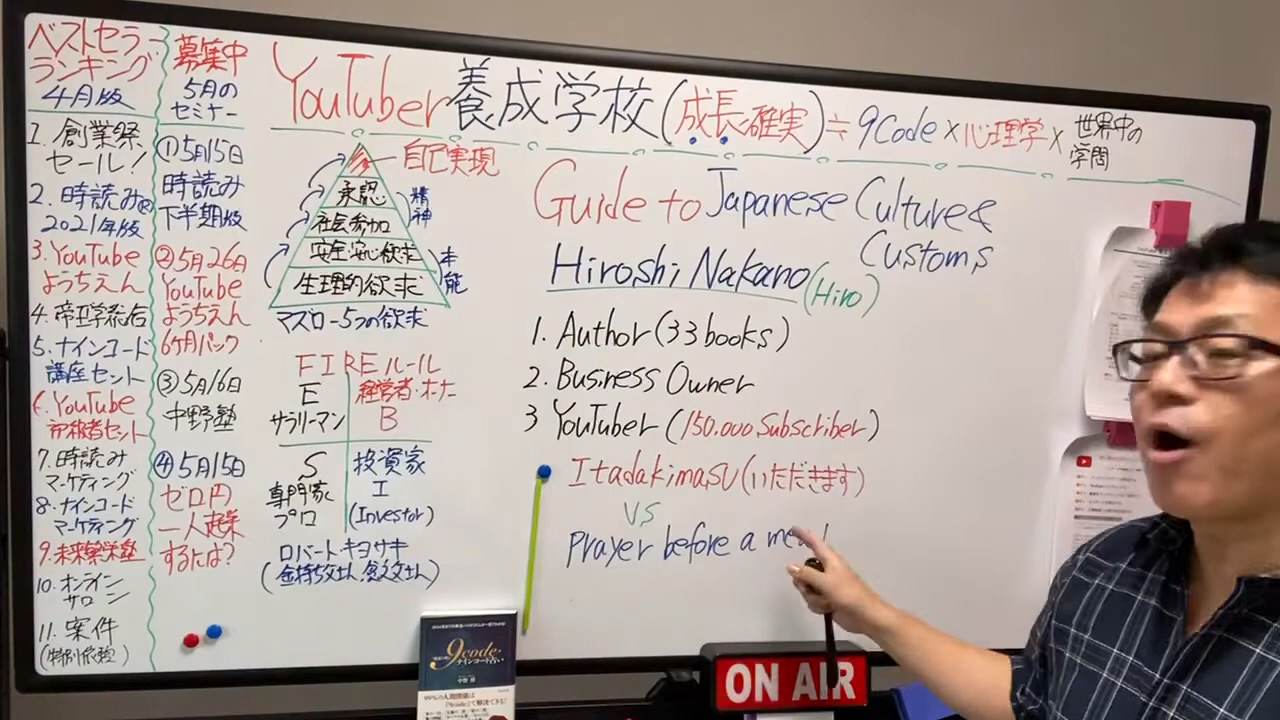 ベストセラー
ランキング
4月版
1. 創業祭
セール!
2. 時読み®
2021年版
3. YouTube
ようちえん
4. 帝王学総合
5. ナインコード
講座セット
6. YouTube
初級者セット
7. 時読み
マーケティング
8. ナインコード
マーケティング
9. 未来繁栄塾
10. オンライン
サロン
11. 案件
(特別依頼)
募集中
5月の
セミナー
①5月15日
時読み
下半期版
②5月26日
YouTube
ようちえん
6ケ月パック
③5月16日
中野塾
④5月15日
ゼロ円
一人起業
するには?
YouTuber養成学校(成長確実)≒9Code×心理学×世界中の
学問
自己実現
承認
社会参加
精神
安全・安心欲求
生理的欲求
本能
マズロー5つの欲求
FIREルール
E
サラリーマン
経営者・オーナー
B
S
専門家
プロ
投資家
I
(Investor)
ロバート・キヨサキ
(金持ち父さん、貧乏父さん)
Guide to Japanese Culture &
Customs
Hiroshi Nakano (Hiro)
1. Author (33 books)
2. Business Owner
3 YouTuber (150,000 Subscriber)
Itadakimasu (いただきます)
VS
Prayer before a
9code
ナインコード占い
ON AIR